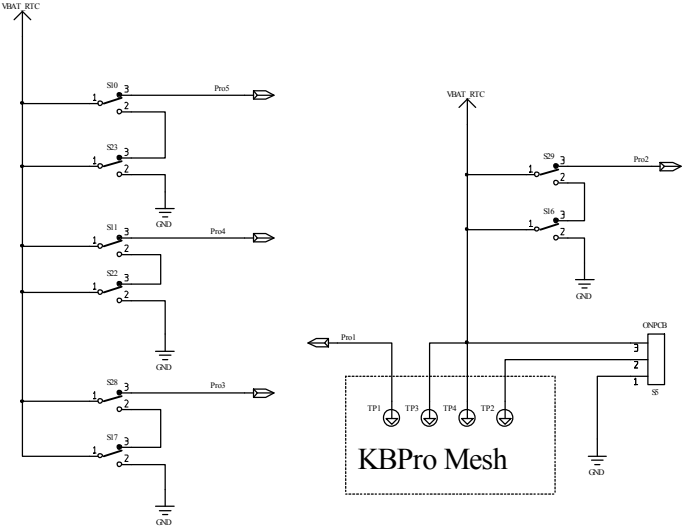 VBAT_RTC
S10
1
3
2
Pro5
S23
1
3
2
GND
S11
1
3
2
Pro4
S22
1
3
2
GND
S28
1
3
2
Pro3
S17
1
3
2
GND
VBAT_RTC
S29
1
3
2
Pro2
S16
1
3
2
GND
Pro1
ONPCB
3
2
1
S5
GND
TP1
TP3
TP4
TP2
KBPro Mesh